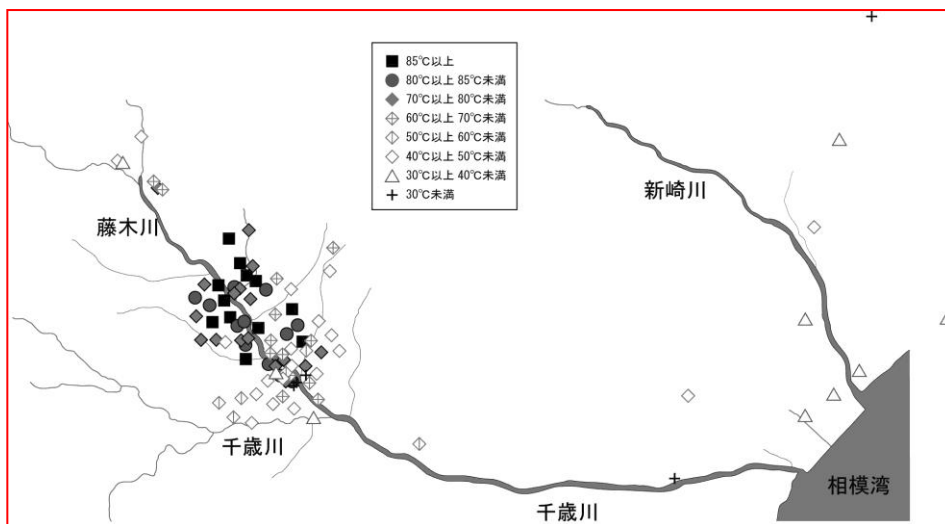 85℃以上
80℃以上 85℃未満
70℃以上 80℃未満
60℃以上 70℃未満
50℃以上 60℃未満
40℃以上 50℃未満
30℃以上 40℃未満
30℃未満
新崎川
藤木川
千歳川
相模湾
千歳川